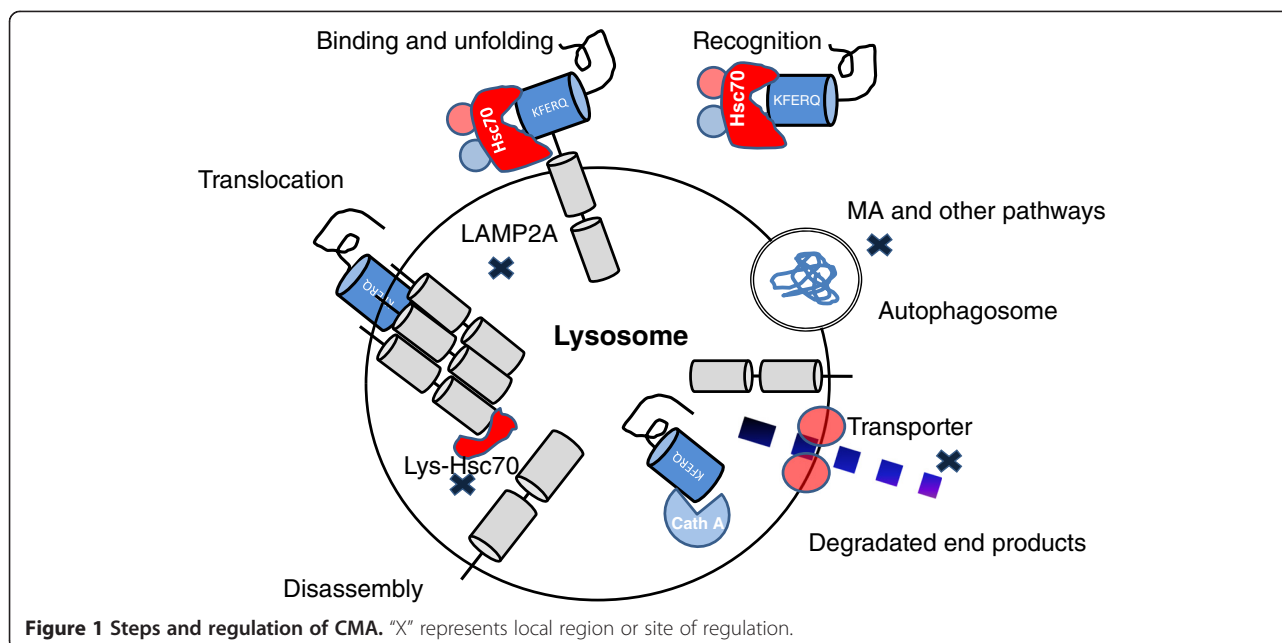 Binding and unfolding
Recognition
Hsc70
KFERQ
Hsc70
KFERQ
Translocation
LAMP2A
MA and other pathways
KFERQ
Autophagosome
Lysosome
Transporter
Lys-Hsc70
KFERQ
Cath A
Degradated end products
Disassembly
Figure 1 Steps and regulation of CMA. “X” represents local region or site of regulation.